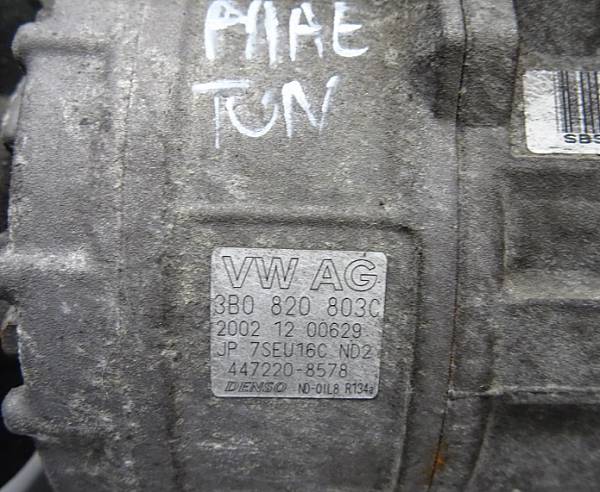 PHAE
TON
SBS
VW AG
3B0 820 803C
2002 12 00629
JP 7SEU16C ND2
447220-8578
DENSO ND-OIL8 R134a